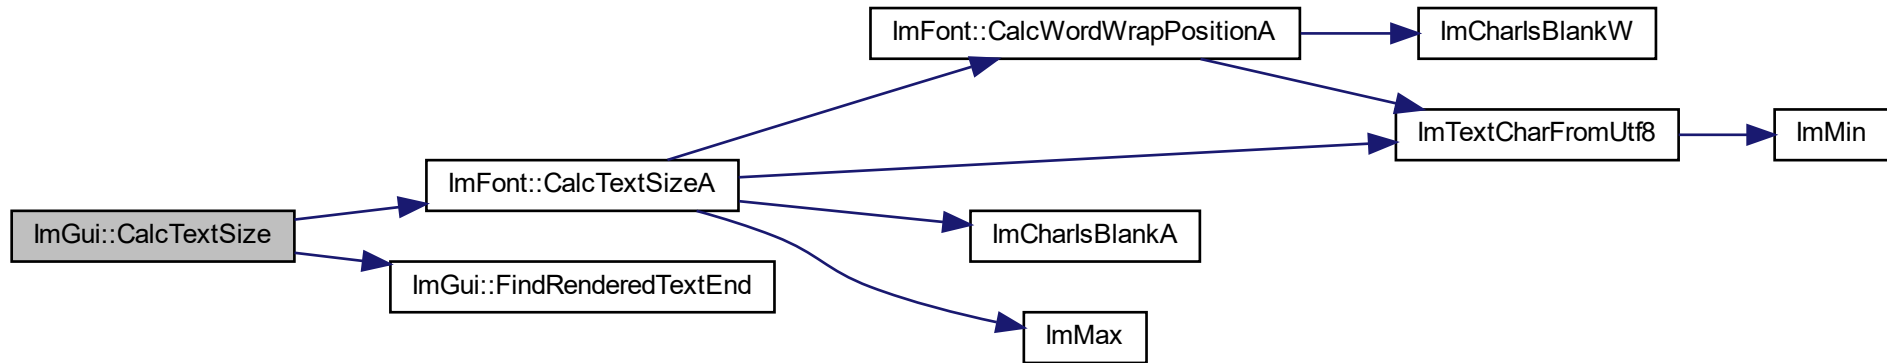 ImFont::CalcWordWrapPositionA
ImCharIsBlankW
ImTextCharFromUtf8
ImMin
ImFont::CalcTextSizeA
ImGui::CalcTextSize
ImCharIsBlankA
ImGui::FindRenderedTextEnd
ImMax